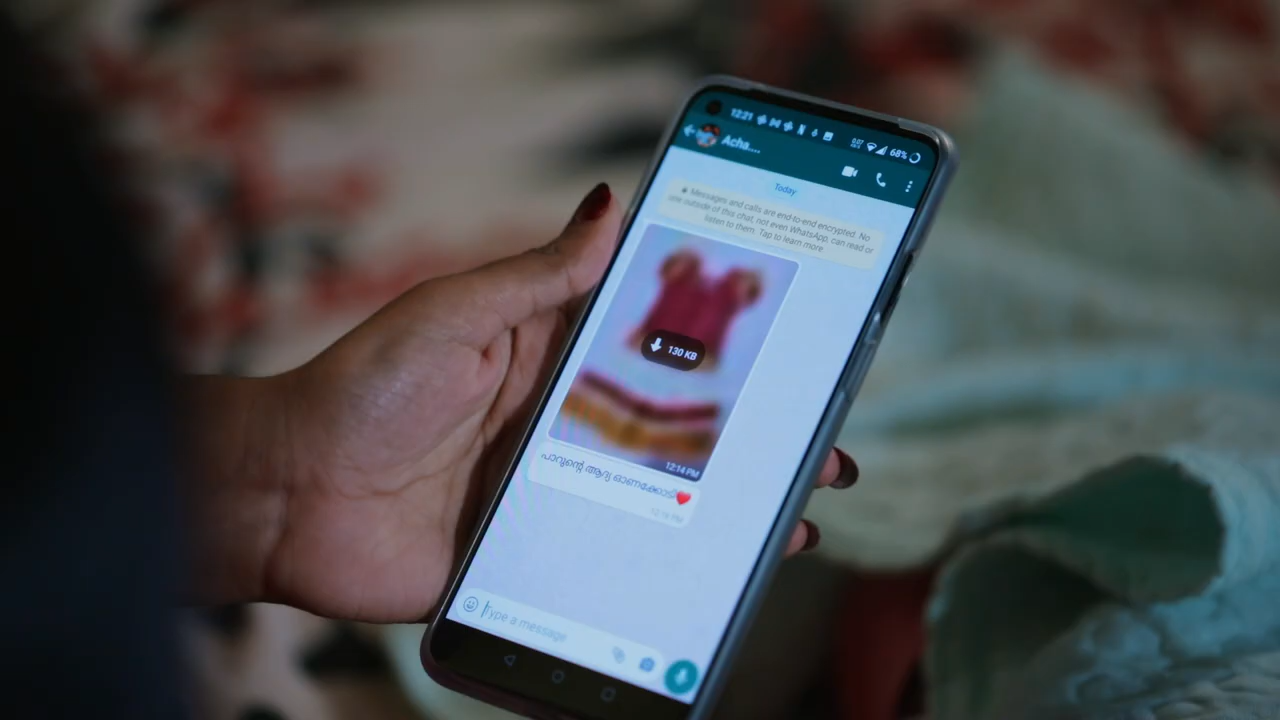 12:21
68%
Acha....
Today
Messages and calls are end-to-end encrypted. No
one outside of this chat, not even WhatsApp, can read or
listen to them. Tap to learn more
130 KB
12:14 PM
പാറൂന്റെ ആദ്യ ഓണക്കോടി❤️
Type a message